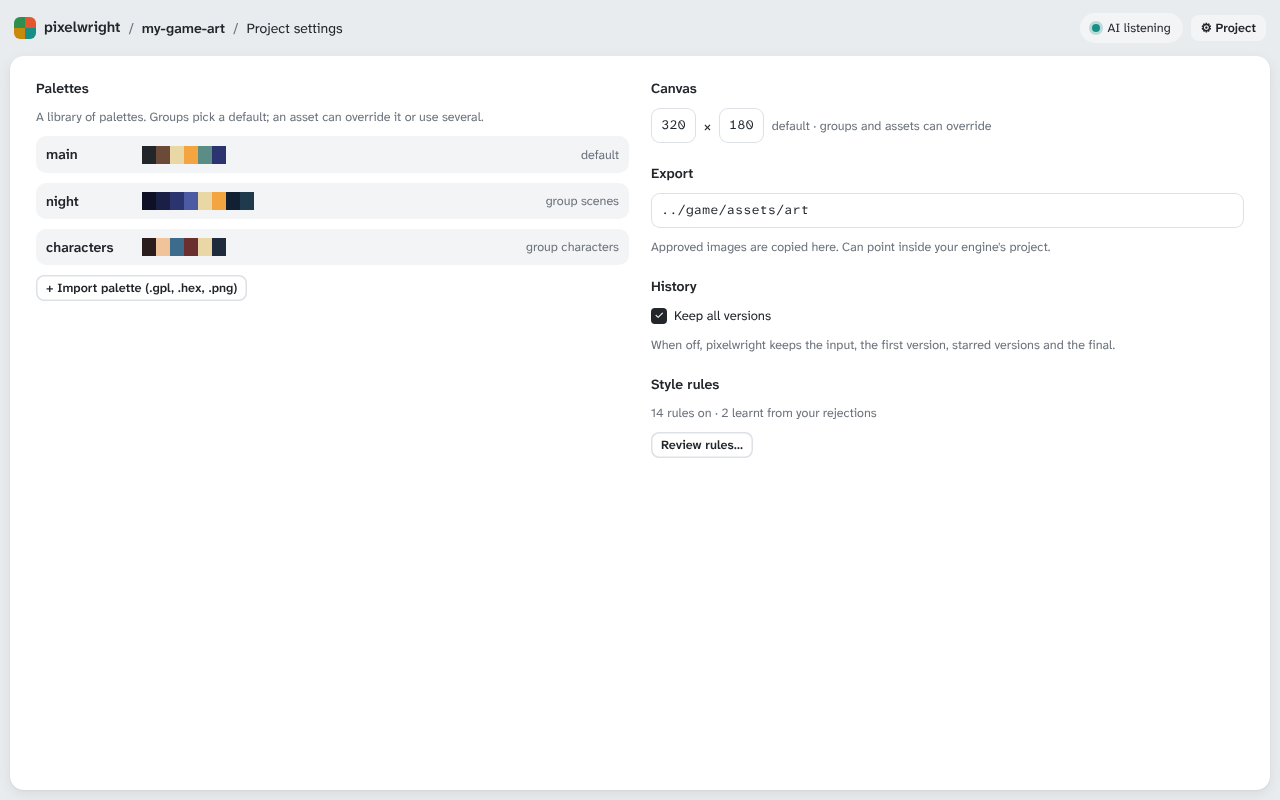 pixelwright / my-game-art / Project settings
AI listening
⚙ Project
Palettes
A library of palettes. Groups pick a default; an asset can override it or use several.
main default
night group scenes
characters group characters
+ Import palette (.gpl, .hex, .png)
Canvas
320 × 180 default · groups and assets can override
Export
../game/assets/art
Approved images are copied here. Can point inside your engine's project.
History
Keep all versions
When off, pixelwright keeps the input, the first version, starred versions and the final.
Style rules
14 rules on · 2 learnt from your rejections
Review rules...